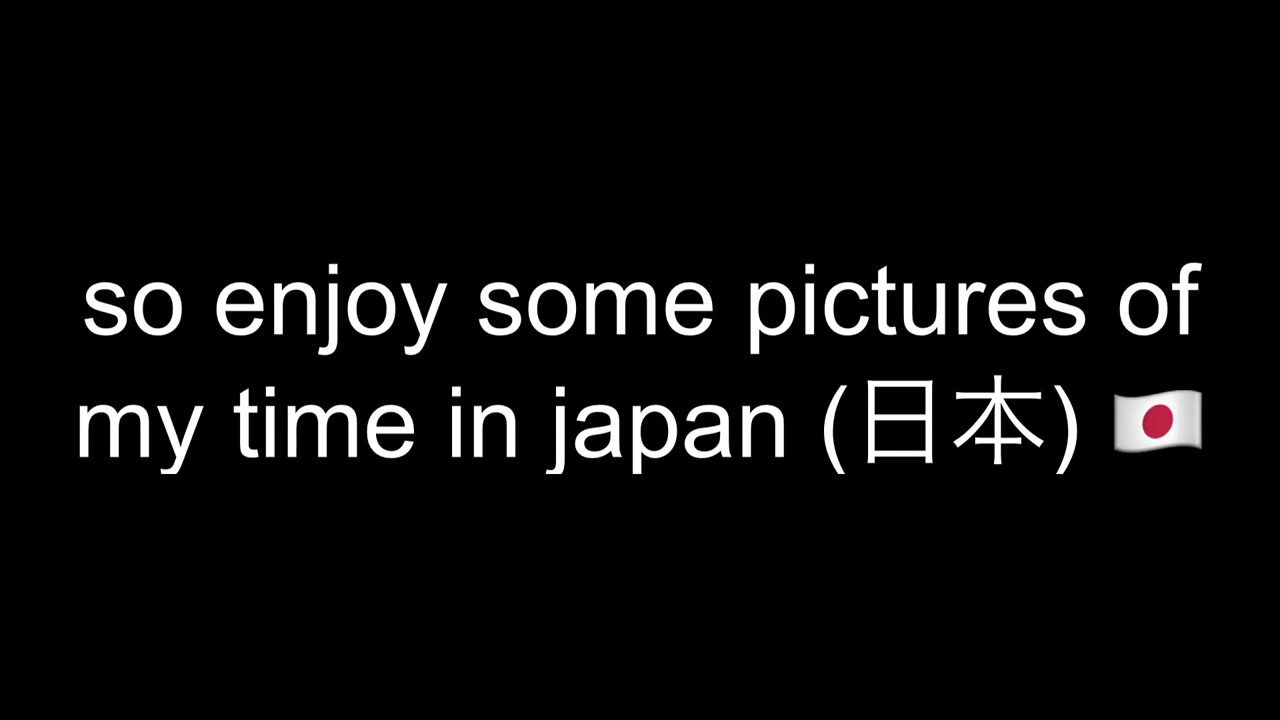 so enjoy some pictures of
my time in japan (日本) 🇯🇵